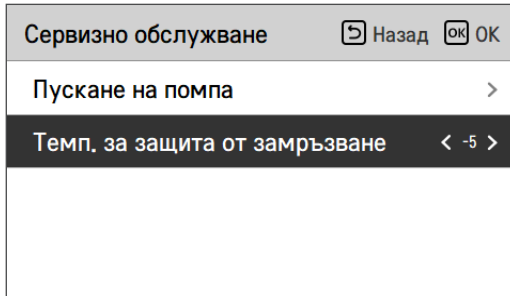 Сервизно обслужване Назад OK OK
Пускане на помпа >
Темп. за защита от замръзване < -5 >